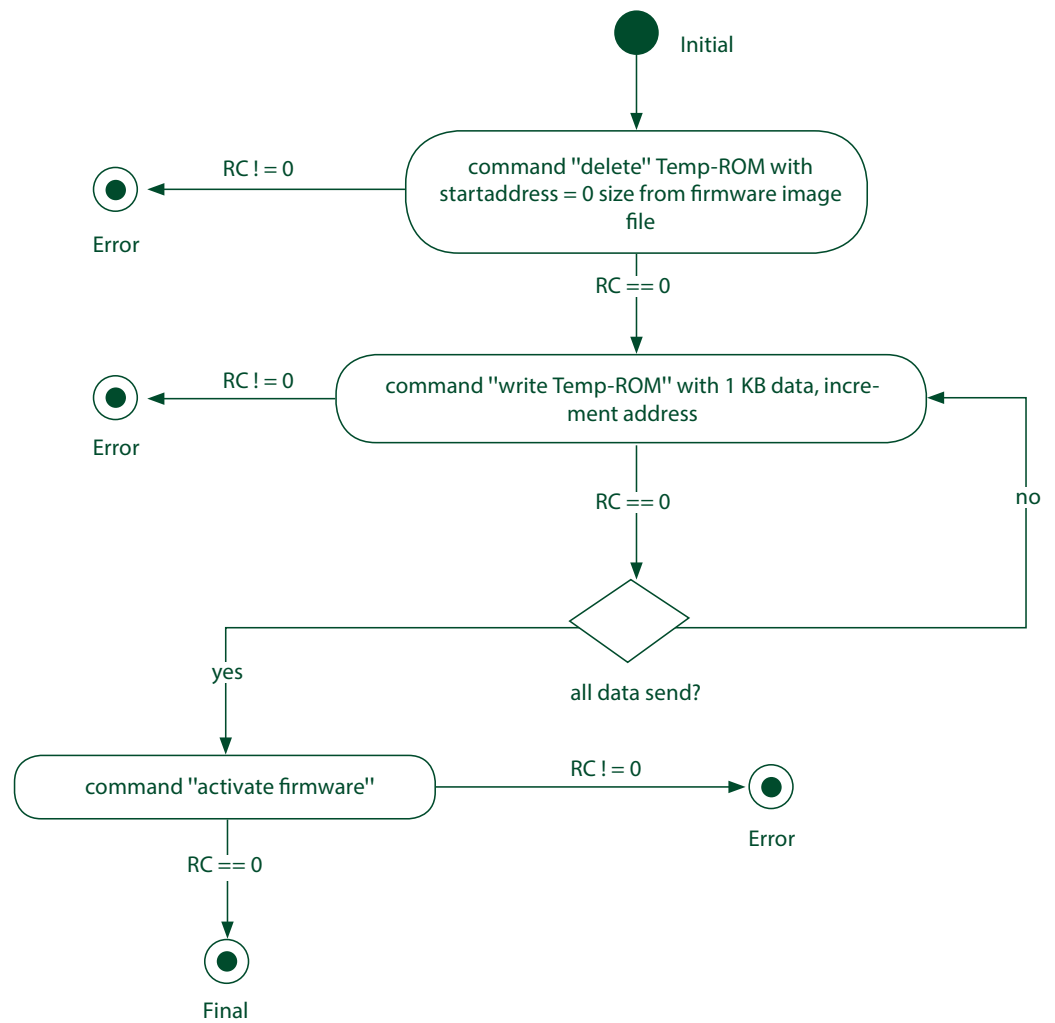 Initial
command "delete" Temp-ROM with
startaddress = 0 size from firmware image
file
RC ! = 0
Error
RC == 0
command "write Temp-ROM" with 1 KB data, incre-
ment address
RC ! = 0
Error
RC == 0
no
all data send?
yes
command "activate firmware"
RC ! = 0
Error
RC == 0
Final